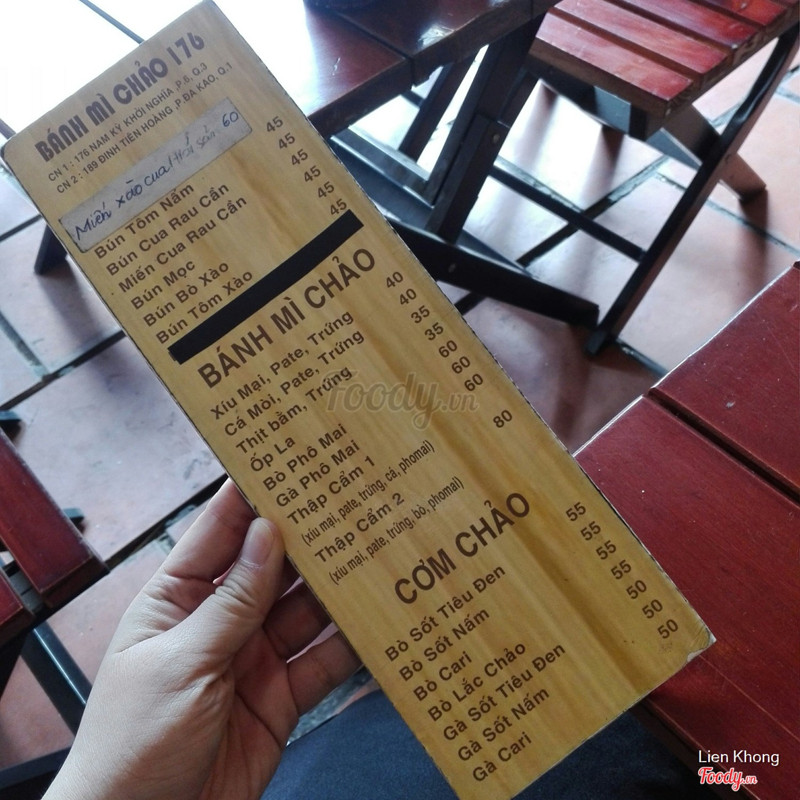 BÁNH MÌ CHẢO 176
CN 1 : 176 NAM KỲ KHỞI NGHĨA ,P.6, Q.3
CN 2 : 189 ĐINH TIÊN HOÀNG ,P.ĐA KAO, Q.1
Miến xào cua/Hải sản 60
Bún Tôm Nấm 45
Bún Cua Rau Cần 45
Miến Cua Rau Cần 45
Bún Mọc 45
Bún Bò Xào 45
Bún Tôm Xào 45
BÁNH MÌ CHẢO
Xíu Mại, Pate, Trứng 40
Cá Mòi, Pate, Trứng 40
Thịt bằm, Trứng 35
Ốp La 35
Bò Phô Mai 60
Gà Phô Mai 60
Thập Cẩm 1 60
(xíu mại, pate, trứng, cá, phomai)
Thập Cẩm 2 80
(xíu mại, pate, trứng, bò, phomai)
CƠM CHẢO
Bò Sốt Tiêu Đen 55
Bò Sốt Nấm 55
Bò Cari 55
Bò Lắc Chảo 55
Gà Sốt Tiêu Đen 50
Gà Sốt Nấm 50
Gà Cari 50
foody.vn
Lien Khong
Foody.vn